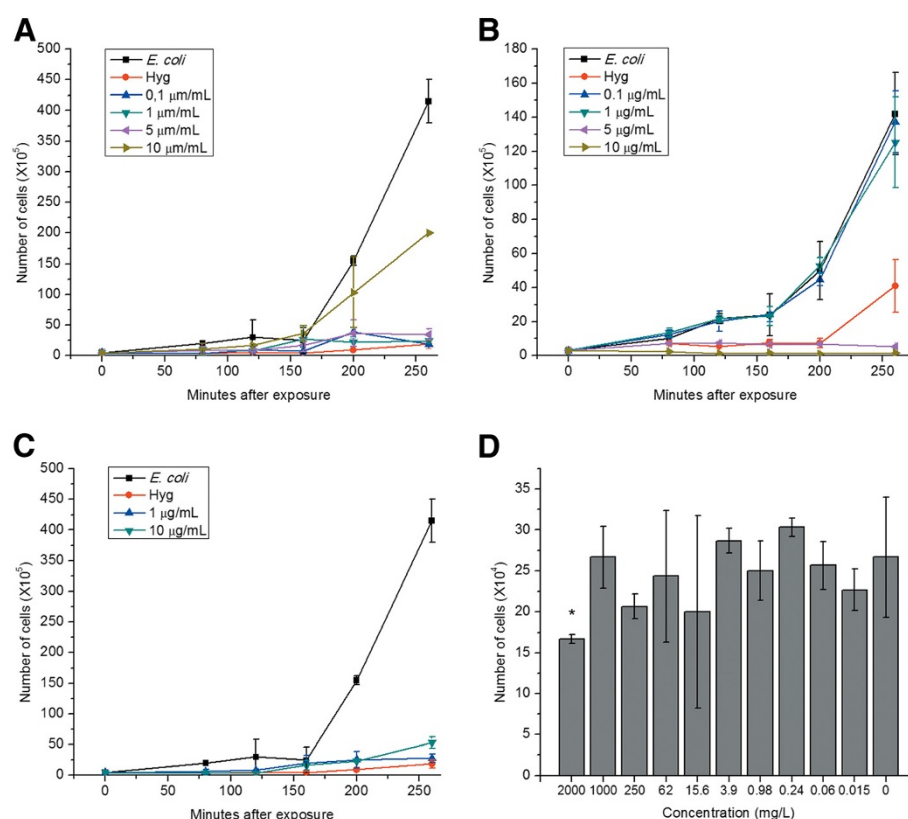 A
500
450
400
350
300
250
200
150
100
50
0
Number of cells (X10⁵)
E. coli
Hyg
0,1 μm/mL
1 μm/mL
5 μm/mL
10 μm/mL
0 50 100 150 200 250
Minutes after exposure
B
180
160
140
120
100
80
60
40
20
0
Number of cells (X10⁵)
E. coli
Hyg
0.1 μg/mL
1 μg/mL
5 μg/mL
10 μg/mL
0 50 100 150 200 250
Minutes after exposure
C
500
450
400
350
300
250
200
150
100
50
0
Number of cells (X10⁵)
E. coli
Hyg
1 μg/mL
10 μg/mL
0 50 100 150 200 250
Minutes after exposure
D
35
30
25
20
15
10
5
0
Number of cells (X10⁴)
*
2000 1000 250 62 15.6 3.9 0.98 0.24 0.06 0.015 0
Concentration (mg/L)